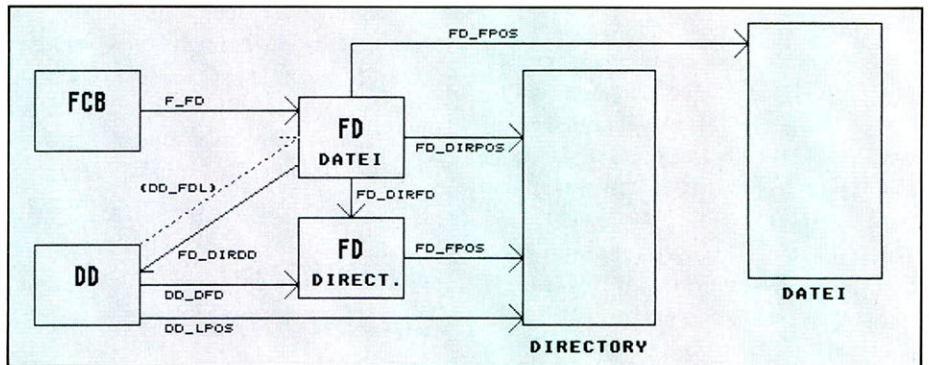 FD_FPOS
FCB
F_FD
FD
DATEI
FD_DIRPOS
(DD_FDL)
FD_DIRFD
FD_DIRDD
FD
DIRECT.
FD_FPOS
DD
DD_DFD
DD_LPOS
DATEI
DIRECTORY